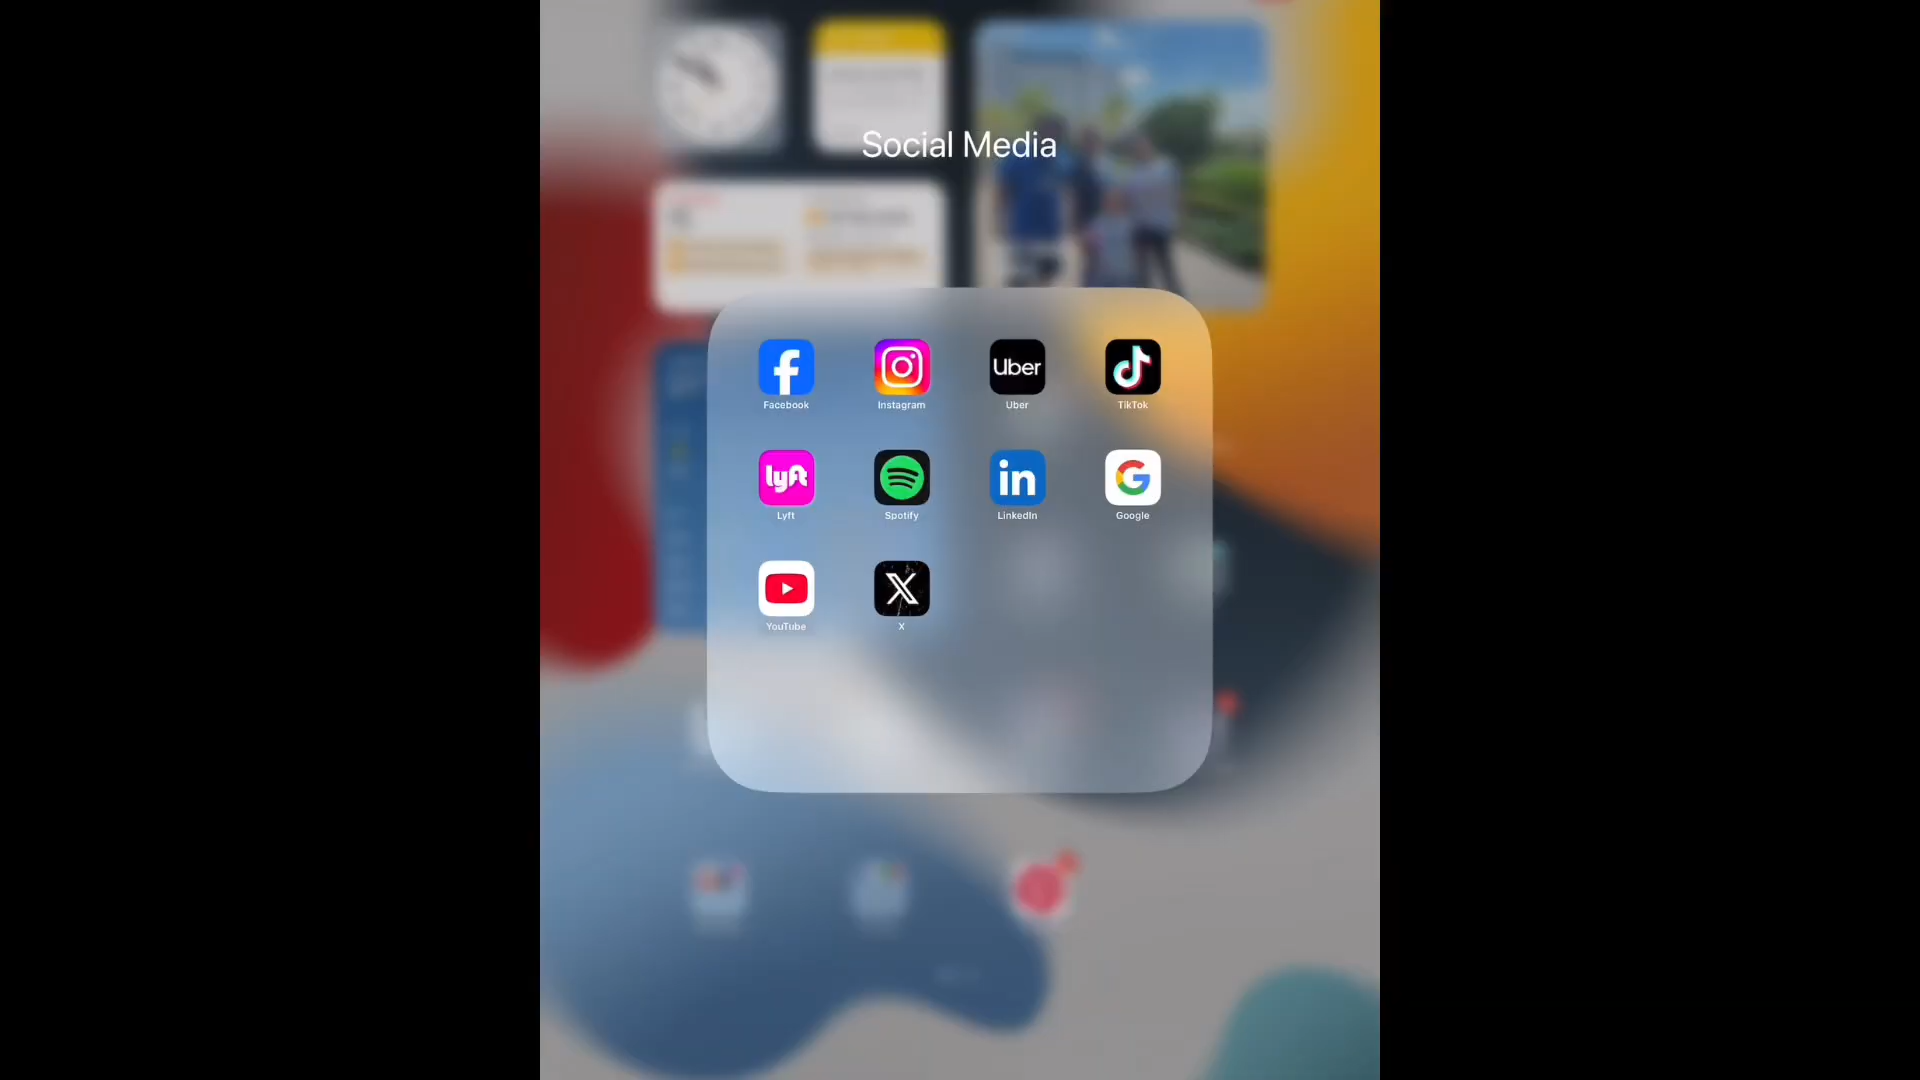 Social Media
Uber
Facebook
Instagram
Uber
TikTok
lyft
in
Lyft
Spotify
LinkedIn
Google
YouTube
X